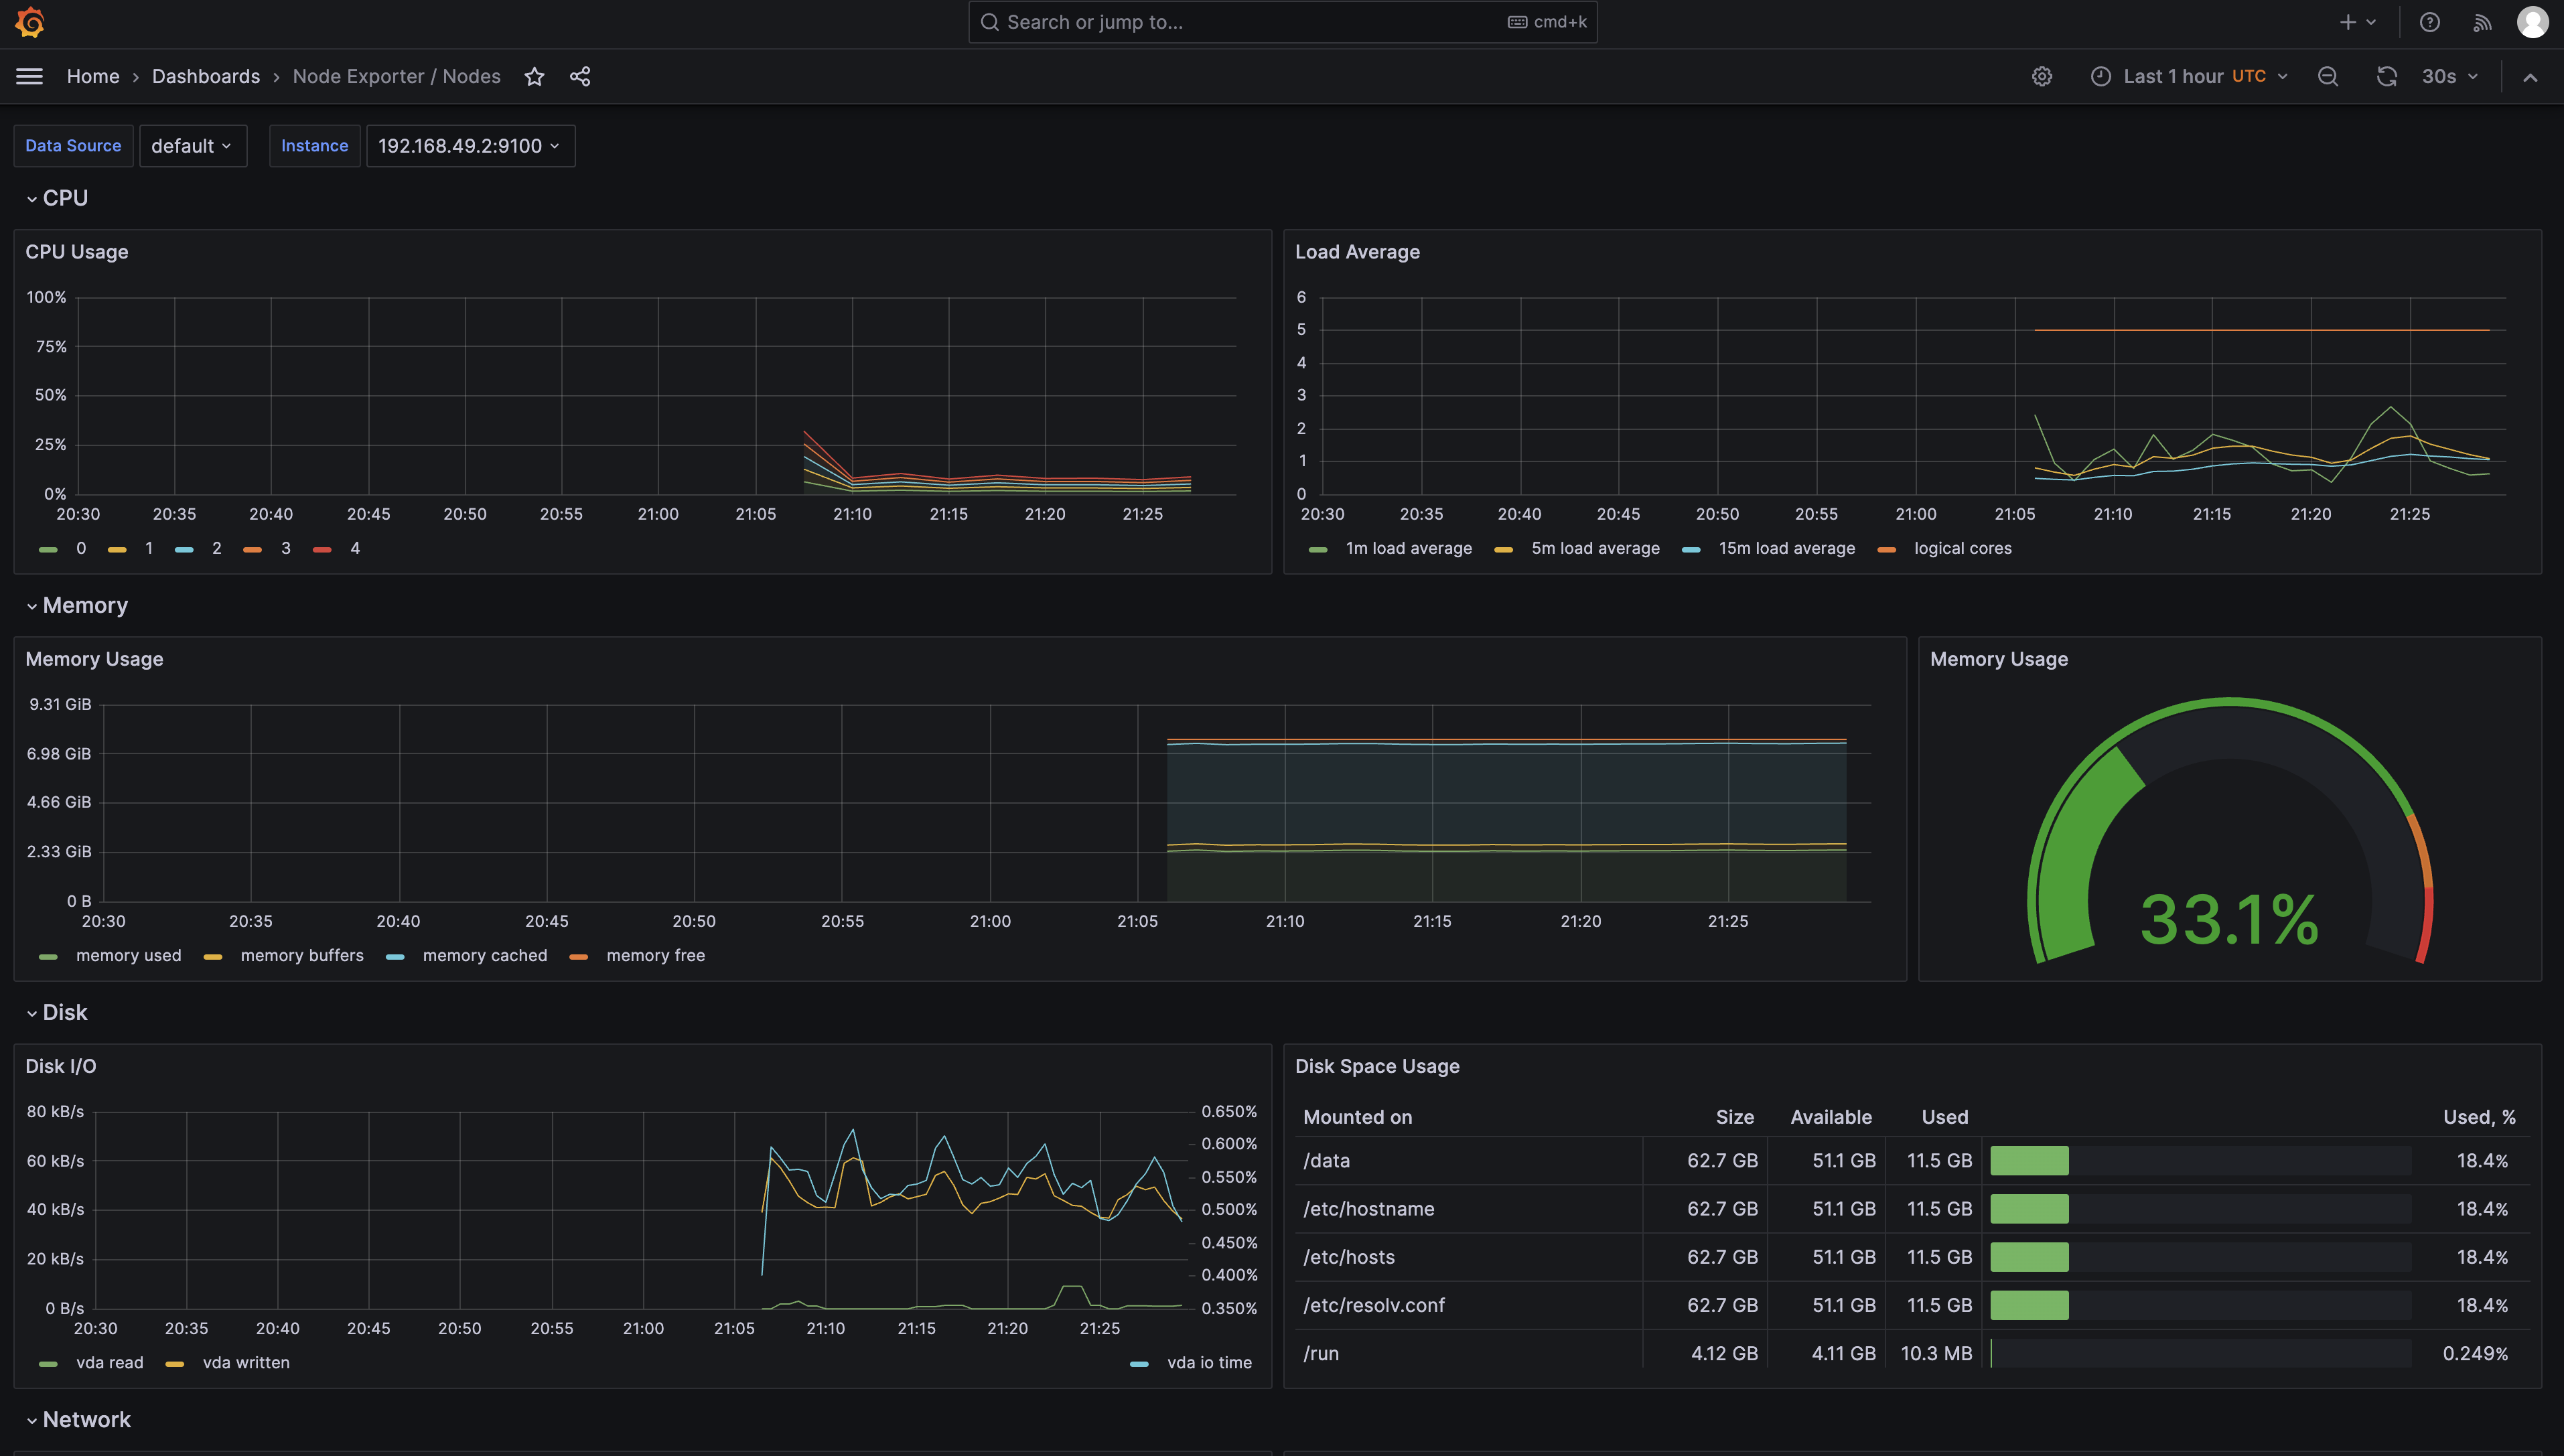 Search or jump to... cmd+k
Home › Dashboards › Node Exporter / Nodes Last 1 hour UTC 30s
Data Source default Instance 192.168.49.2:9100
CPU
CPU Usage
100%
75%
50%
25%
0%
20:30 20:35 20:40 20:45 20:50 20:55 21:00 21:05 21:10 21:15 21:20 21:25
0 1 2 3 4
Load Average
6
5
4
3
2
1
0
20:30 20:35 20:40 20:45 20:50 20:55 21:00 21:05 21:10 21:15 21:20 21:25
1m load average 5m load average 15m load average logical cores
Memory
Memory Usage
9.31 GiB
6.98 GiB
4.66 GiB
2.33 GiB
0 B
20:30 20:35 20:40 20:45 20:50 20:55 21:00 21:05 21:10 21:15 21:20 21:25
memory used memory buffers memory cached memory free
Memory Usage
33.1%
Disk
Disk I/O
80 kB/s 0.650%
60 kB/s 0.600%
40 kB/s 0.550%
20 kB/s 0.500%
0 B/s 0.450%
0.400%
0.350%
20:30 20:35 20:40 20:45 20:50 20:55 21:00 21:05 21:10 21:15 21:20 21:25
vda read vda written vda io time
Disk Space Usage
Mounted on Size Available Used Used, %
/data 62.7 GB 51.1 GB 11.5 GB 18.4%
/etc/hostname 62.7 GB 51.1 GB 11.5 GB 18.4%
/etc/hosts 62.7 GB 51.1 GB 11.5 GB 18.4%
/etc/resolv.conf 62.7 GB 51.1 GB 11.5 GB 18.4%
/run 4.12 GB 4.11 GB 10.3 MB 0.249%
Network